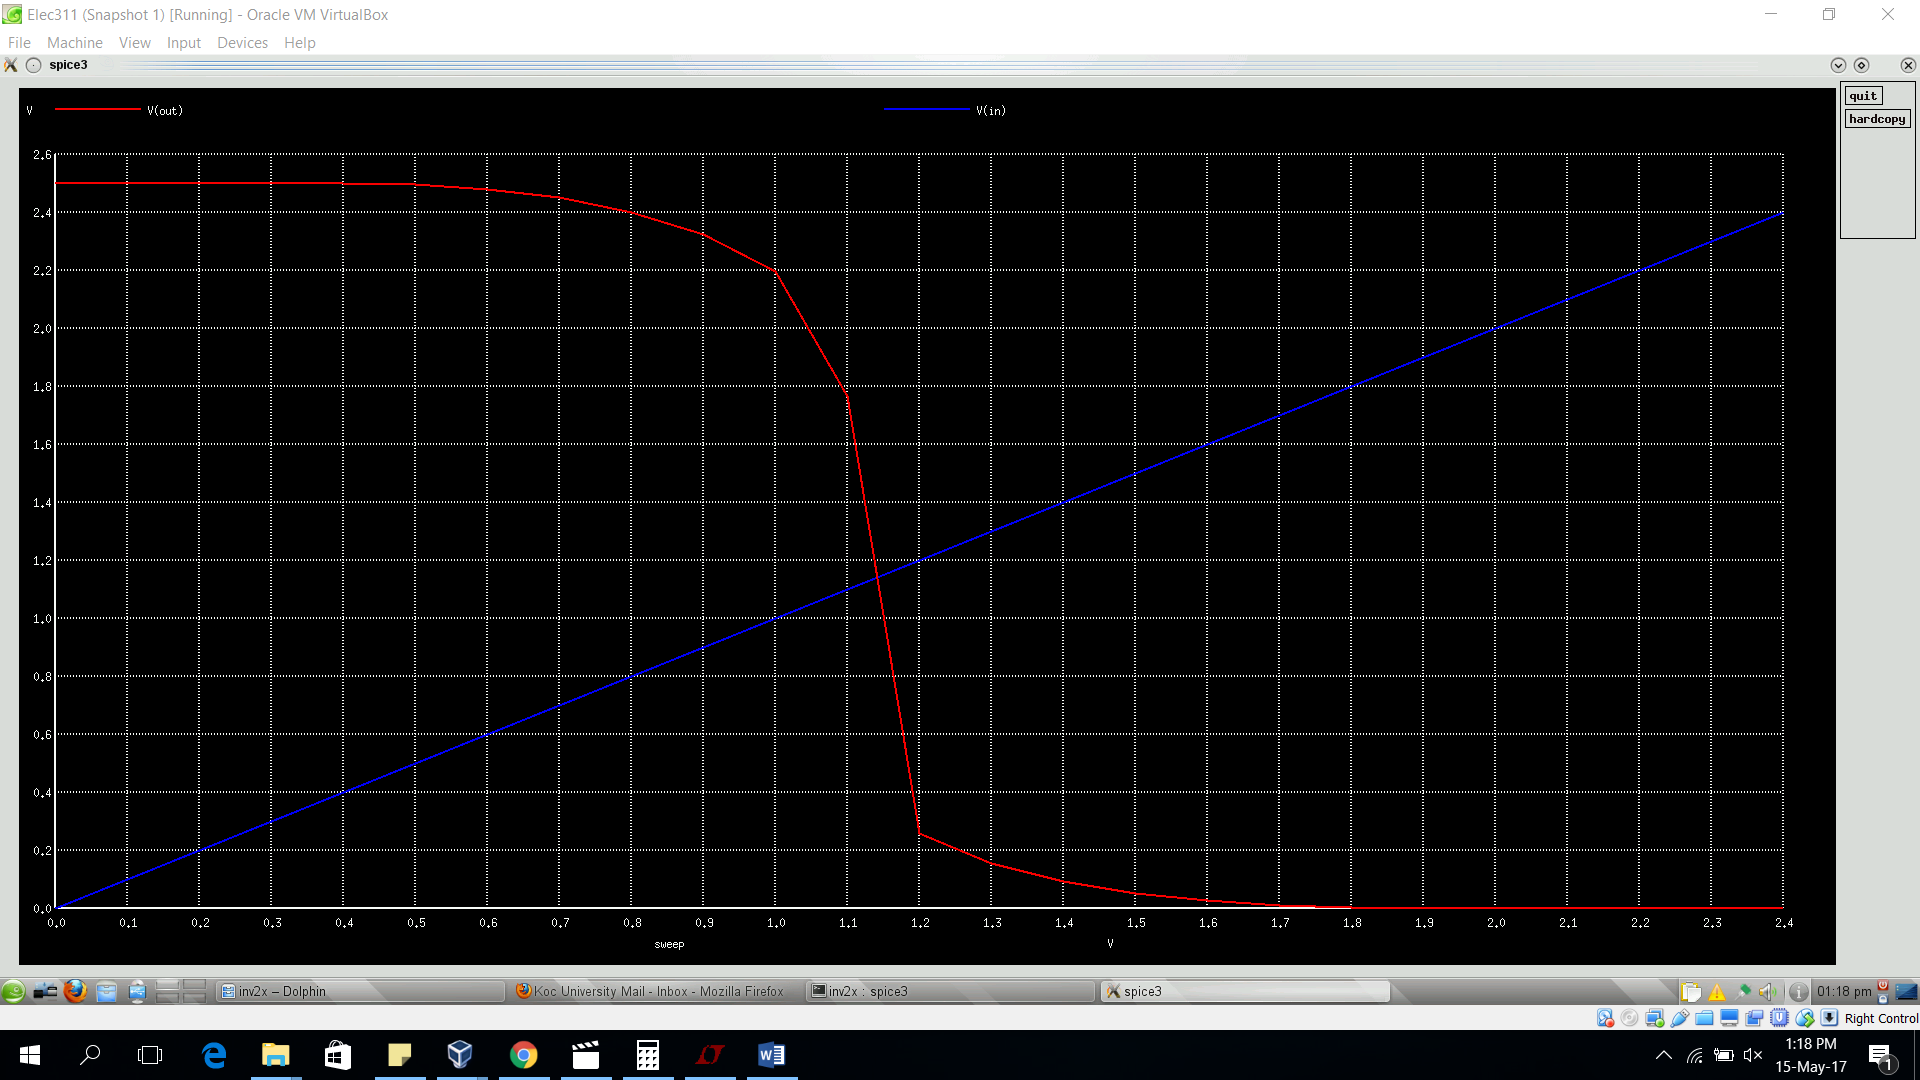 Elec311 (Snapshot 1) [Running] - Oracle VM VirtualBox
File Machine View Input Devices Help
spice3
quit
hardcopy
V V(out) V(in)
2.6
2.4
2.2
2.0
1.8
1.6
1.4
1.2
1.0
0.8
0.6
0.4
0.2
0.0
0.0 0.1 0.2 0.3 0.4 0.5 0.6 0.7 0.8 0.9 1.0 1.1 1.2 1.3 1.4 1.5 1.6 1.7 1.8 1.9 2.0 2.1 2.2 2.3 2.4
sweep V
inv2x – Dolphin Koc University Mail - Inbox - Mozilla Firefox inv2x : spice3 spice3 01:18 pm
Right Control
1:18 PM
15-May-17
1